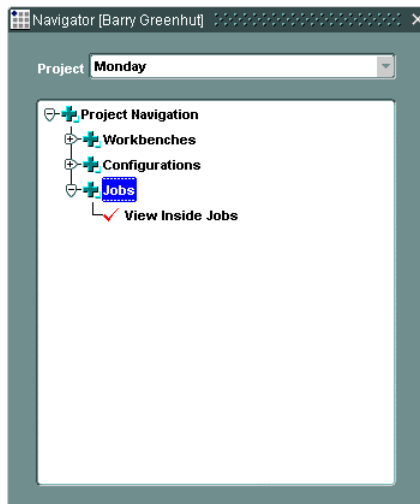 Navigator [Barry Greenhut]
Project Monday
Project Navigation
Workbenches
Configurations
Jobs
View Inside Jobs